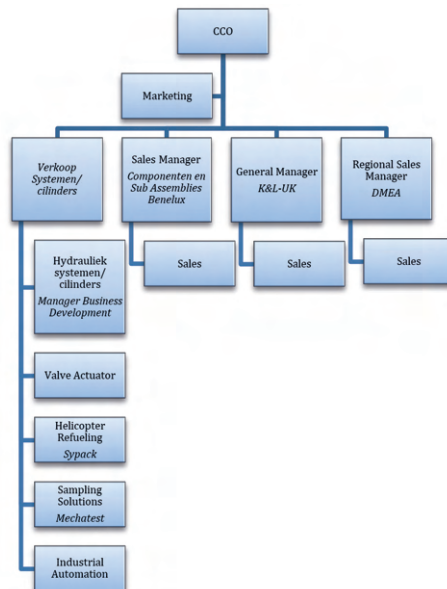 CCO
Marketing
Verkoop
Systemen/
cilinders
Sales Manager
Componenten en
Sub Assemblies
Benelux
General Manager
K&L-UK
Regional Sales
Manager
DMEA
Hydrauliek
systemen/
cilinders
Manager Business
Development
Sales
Sales
Sales
Valve Actuator
Helicopter
Refueling
Sypack
Sampling
Solutions
Mechatest
Industrial
Automation